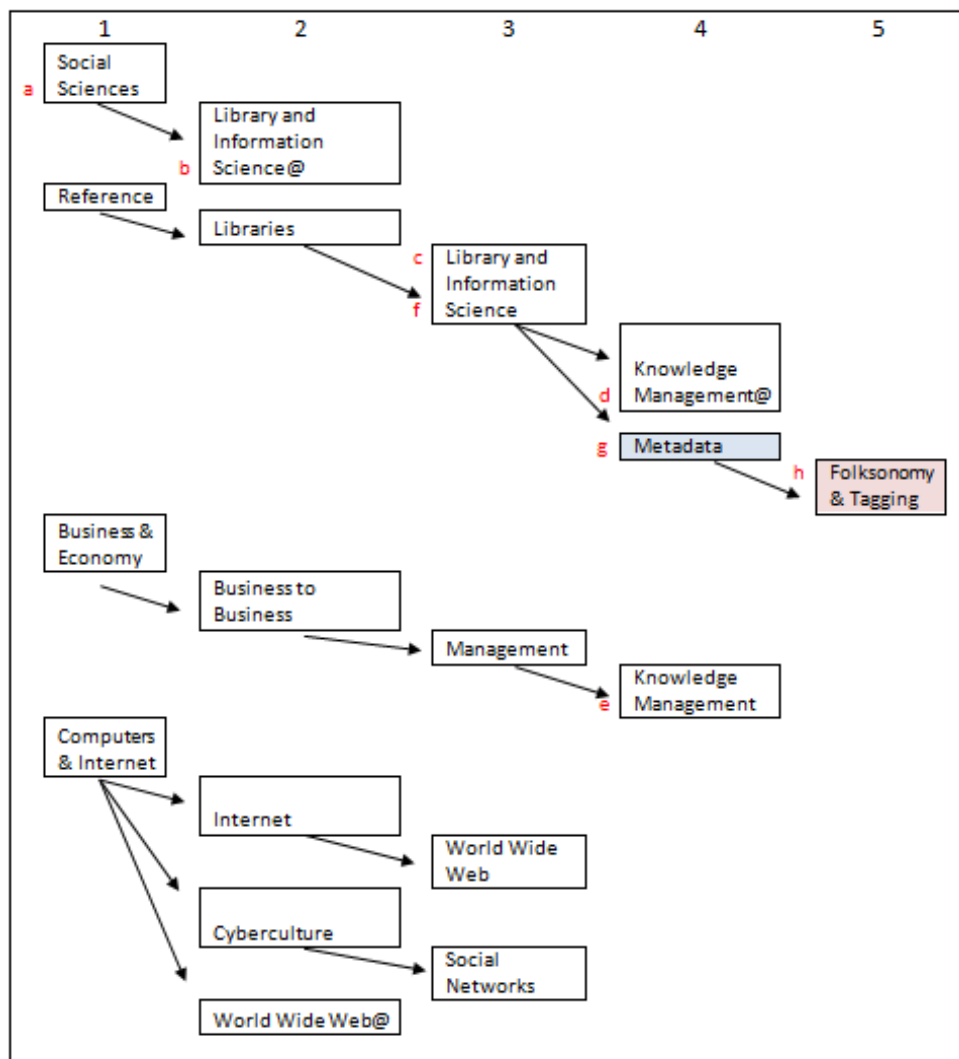 1 2 3 4 5
Social
Sciences
a
Library and
Information
Science@
b
Reference
Libraries
c
Library and
Information
Science
f
Knowledge
Management@
d
g
Metadata
h
Folksonomy
& Tagging
Business &
Economy
Business to
Business
Management
Knowledge
Management
e
Computers
& Internet
Internet
World Wide
Web
Cyberculture
Social
Networks
World Wide Web@